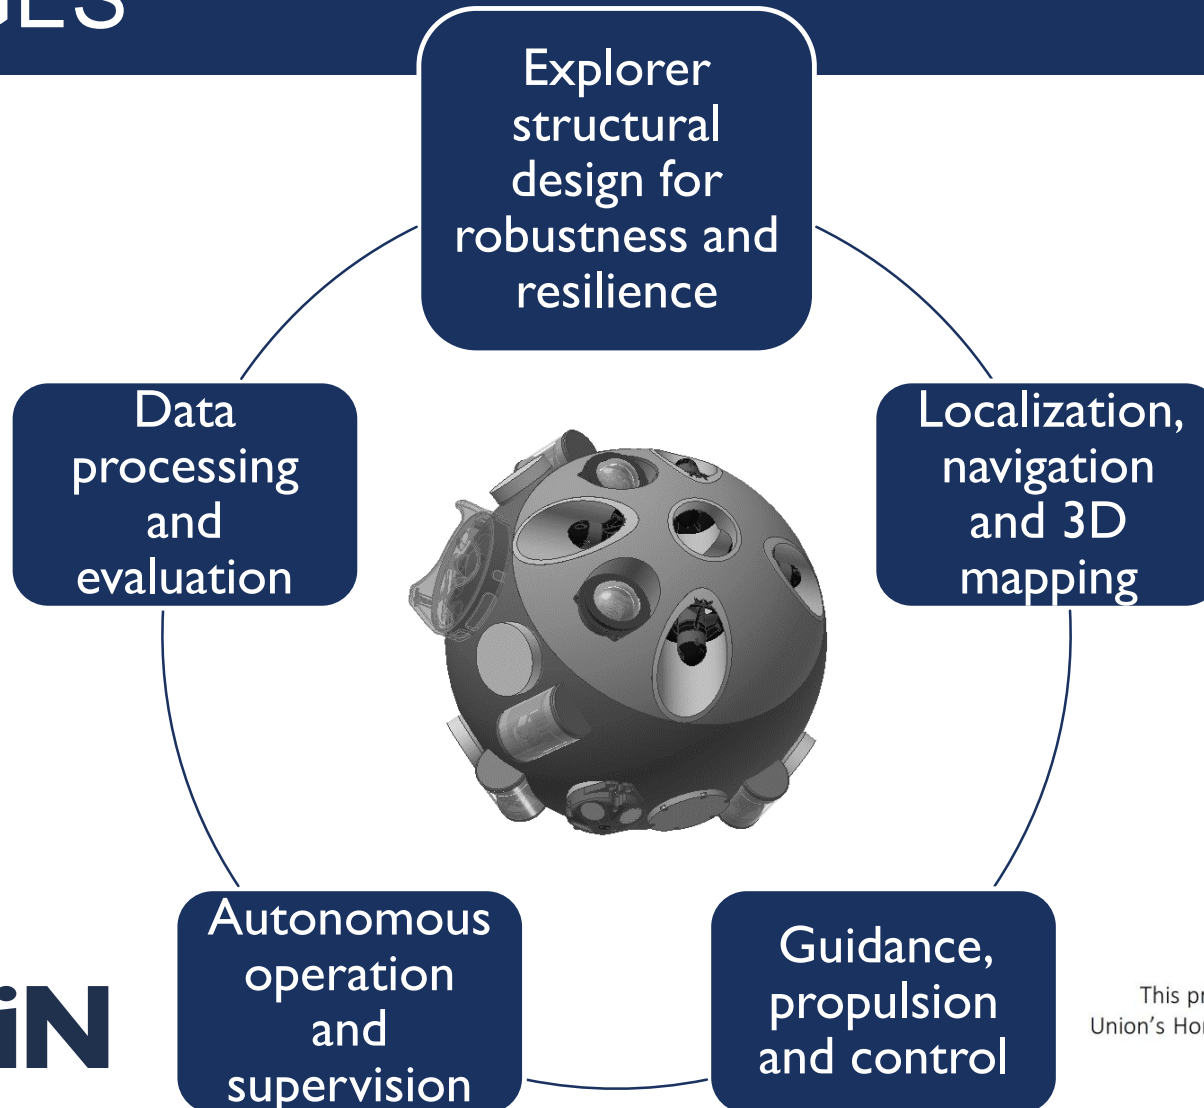 GES
Explorer
structural
design for
robustness and
resilience
Data
processing
and
evaluation
Localization,
navigation
and 3D
mapping
Autonomous
operation
and
supervision
Guidance,
propulsion
and control
iN
This pr
Union's Hor